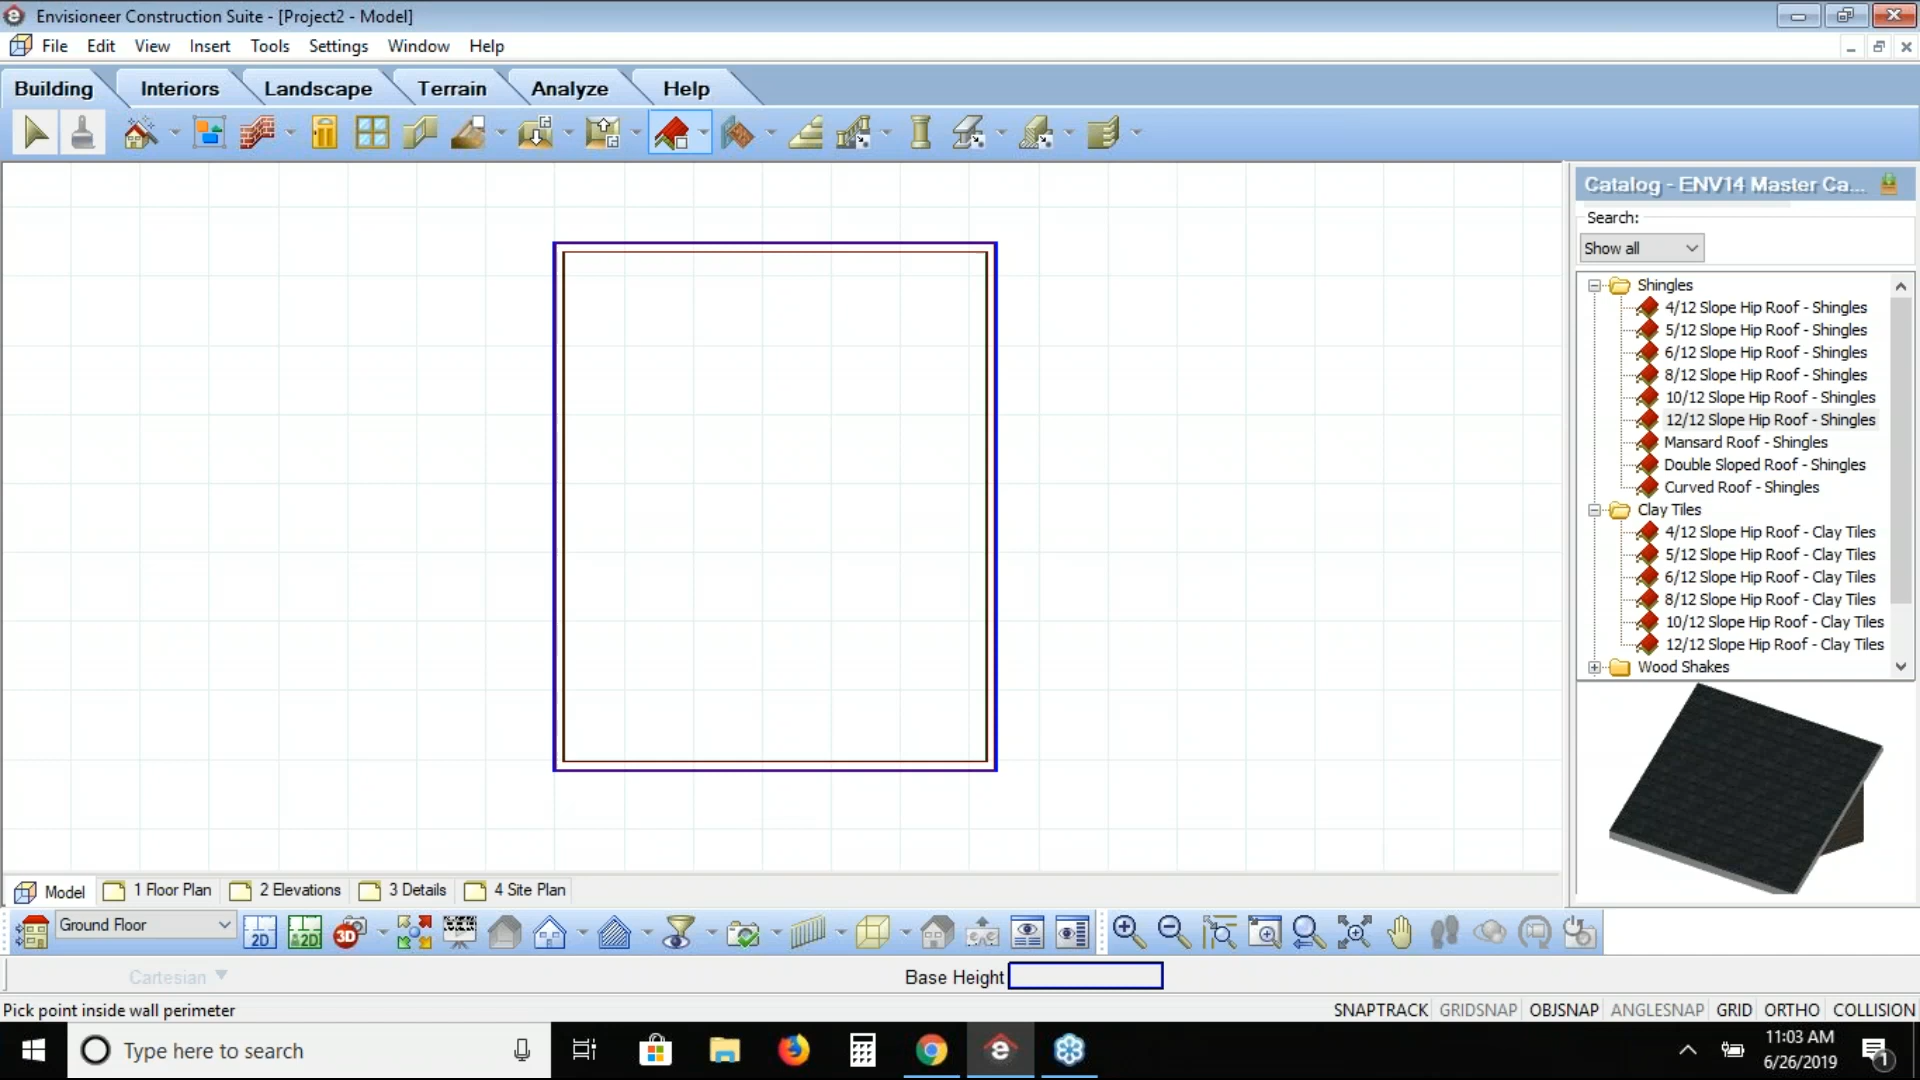 Envisioneer Construction Suite - [Project2 - Model]
File Edit View Insert Tools Settings Window Help
Building Interiors Landscape Terrain Analyze Help
Catalog - ENV14 Master Ca...
Search:
Show all
Shingles
4/12 Slope Hip Roof - Shingles
5/12 Slope Hip Roof - Shingles
6/12 Slope Hip Roof - Shingles
8/12 Slope Hip Roof - Shingles
10/12 Slope Hip Roof - Shingles
12/12 Slope Hip Roof - Shingles
Mansard Roof - Shingles
Double Sloped Roof - Shingles
Curved Roof - Shingles
Clay Tiles
4/12 Slope Hip Roof - Clay Tiles
5/12 Slope Hip Roof - Clay Tiles
6/12 Slope Hip Roof - Clay Tiles
8/12 Slope Hip Roof - Clay Tiles
10/12 Slope Hip Roof - Clay Tiles
12/12 Slope Hip Roof - Clay Tiles
Wood Shakes
Model 1 Floor Plan 2 Elevations 3 Details 4 Site Plan
Ground Floor 2D 2D 3D
Cartesian Base Height
Pick point inside wall perimeter SNAPTRACK GRIDSNAP OBJSNAP ANGLESNAP GRID ORTHO COLLISION
Type here to search
11:03 AM
6/26/2019
1